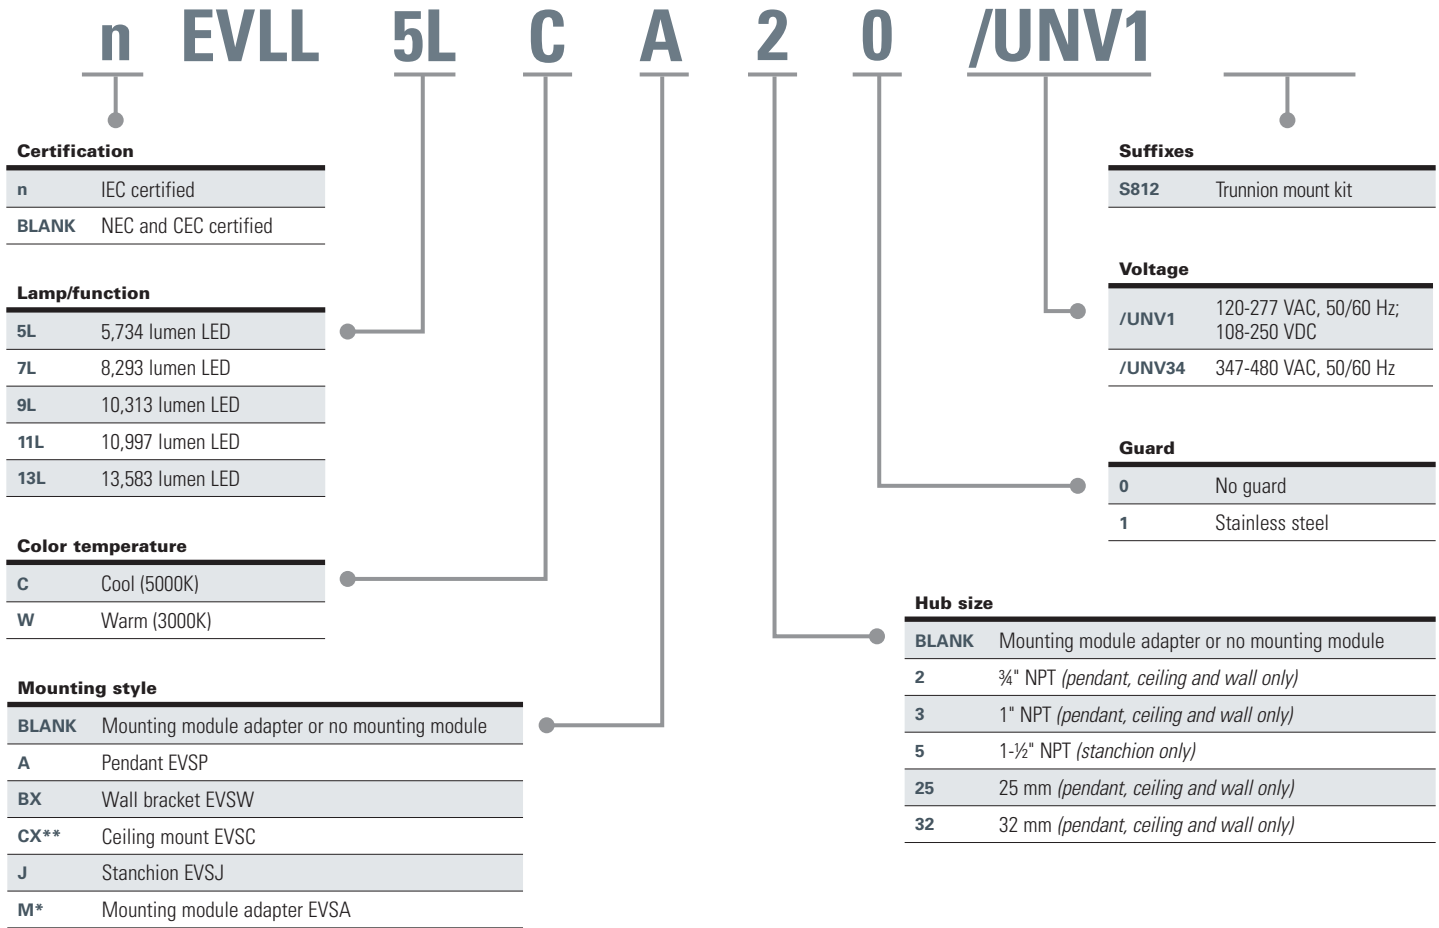 n EVLL 5L C A 2 0 /UNV1
Certification
n IEC certified
BLANK NEC and CEC certified
Lamp/function
5L 5,734 lumen LED
7L 8,293 lumen LED
9L 10,313 lumen LED
11L 10,997 lumen LED
13L 13,583 lumen LED
Color temperature
C Cool (5000K)
W Warm (3000K)
Mounting style
BLANK Mounting module adapter or no mounting module
A Pendant EVSP
BX Wall bracket EVSW
CX** Ceiling mount EVSC
J Stanchion EVSJ
M* Mounting module adapter EVSA
Suffixes
S812 Trunnion mount kit
Voltage
/UNV1 120-277 VAC, 50/60 Hz;
108-250 VDC
/UNV34 347-480 VAC, 50/60 Hz
Guard
0 No guard
1 Stainless steel
Hub size
BLANK Mounting module adapter or no mounting module
2 ¾" NPT (pendant, ceiling and wall only)
3 1" NPT (pendant, ceiling and wall only)
5 1-½" NPT (stanchion only)
25 25 mm (pendant, ceiling and wall only)
32 32 mm (pendant, ceiling and wall only)